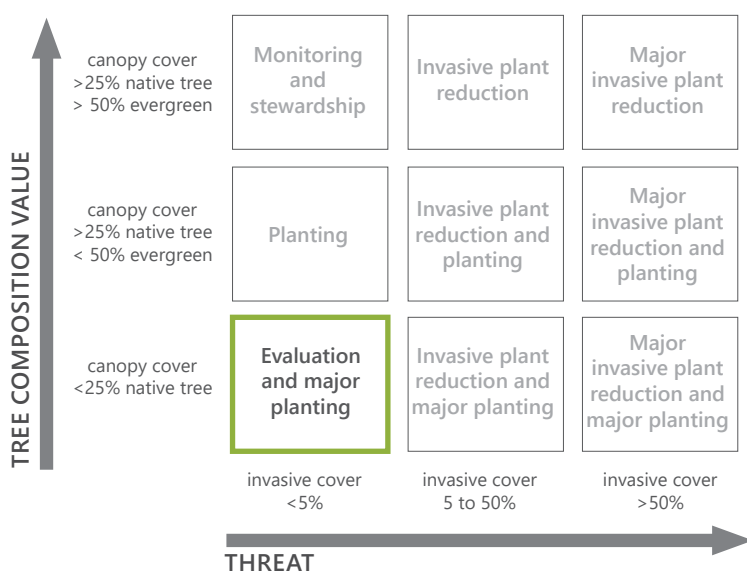 canopy cover
>25% native tree
> 50% evergreen
Monitoring
and
stewardship
Invasive plant
reduction
Major
invasive plant
reduction
TREE COMPOSITION VALUE
canopy cover
>25% native tree
< 50% evergreen
Planting
Invasive plant
reduction and
planting
Major
invasive plant
reduction and
planting
canopy cover
<25% native tree
Evaluation
and major
planting
Invasive plant
reduction and
major planting
Major
invasive plant
reduction and
major planting
invasive cover
<5%
invasive cover
5 to 50%
invasive cover
>50%
THREAT